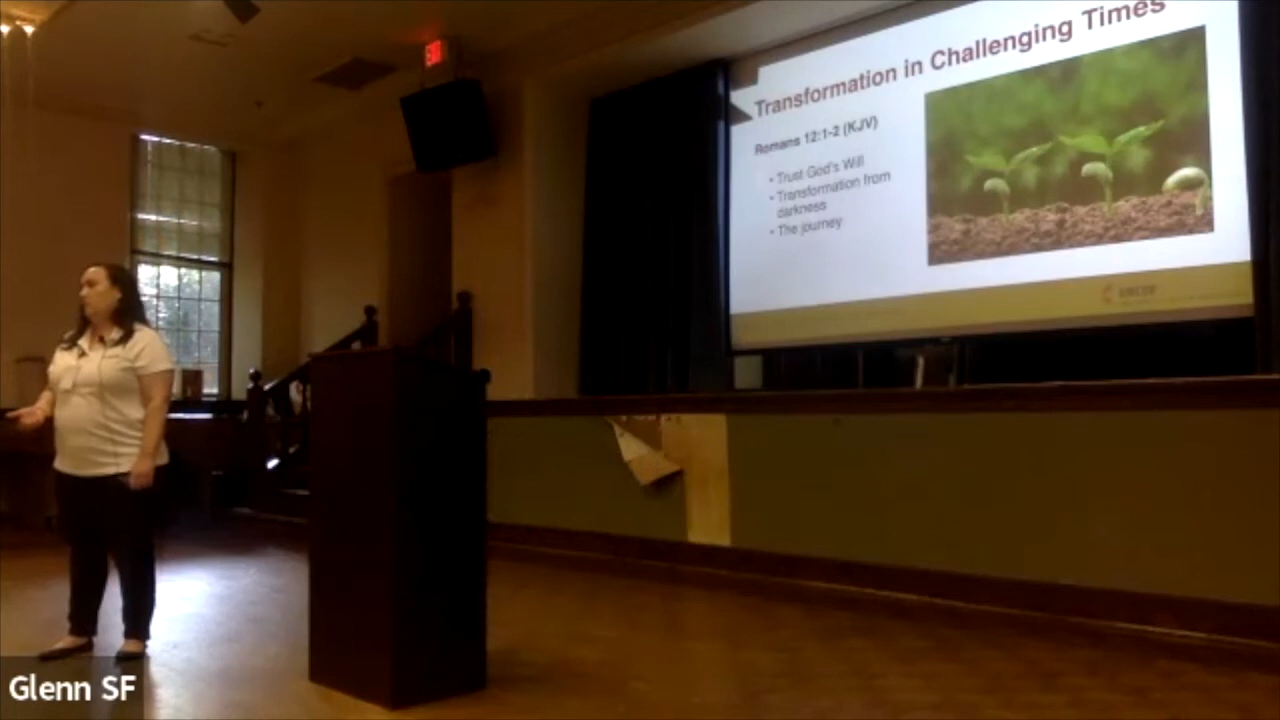 EXIT
Transformation in Challenging Times
Romans 12:1-2 (KJV)
• Trust God's Will
• Transformation from
darkness
• The journey
Glenn SF